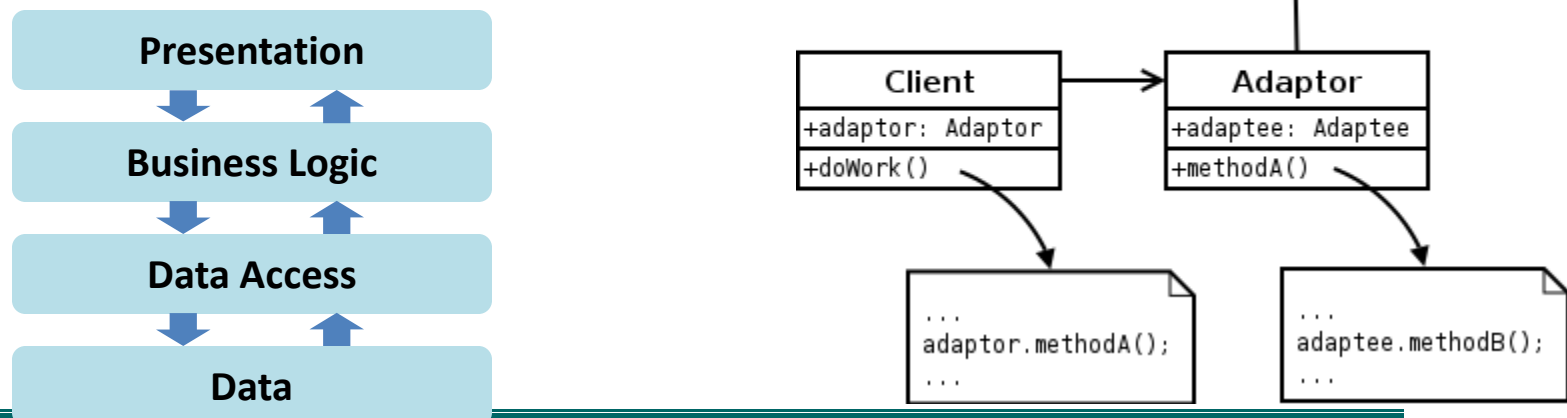 Presentation
Business Logic
Data Access
Data
Client
+adaptor: Adaptor
+doWork()
Adaptor
+adaptee: Adaptee
+methodA()
...
adaptor.methodA();
...
...
adaptee.methodB();
...